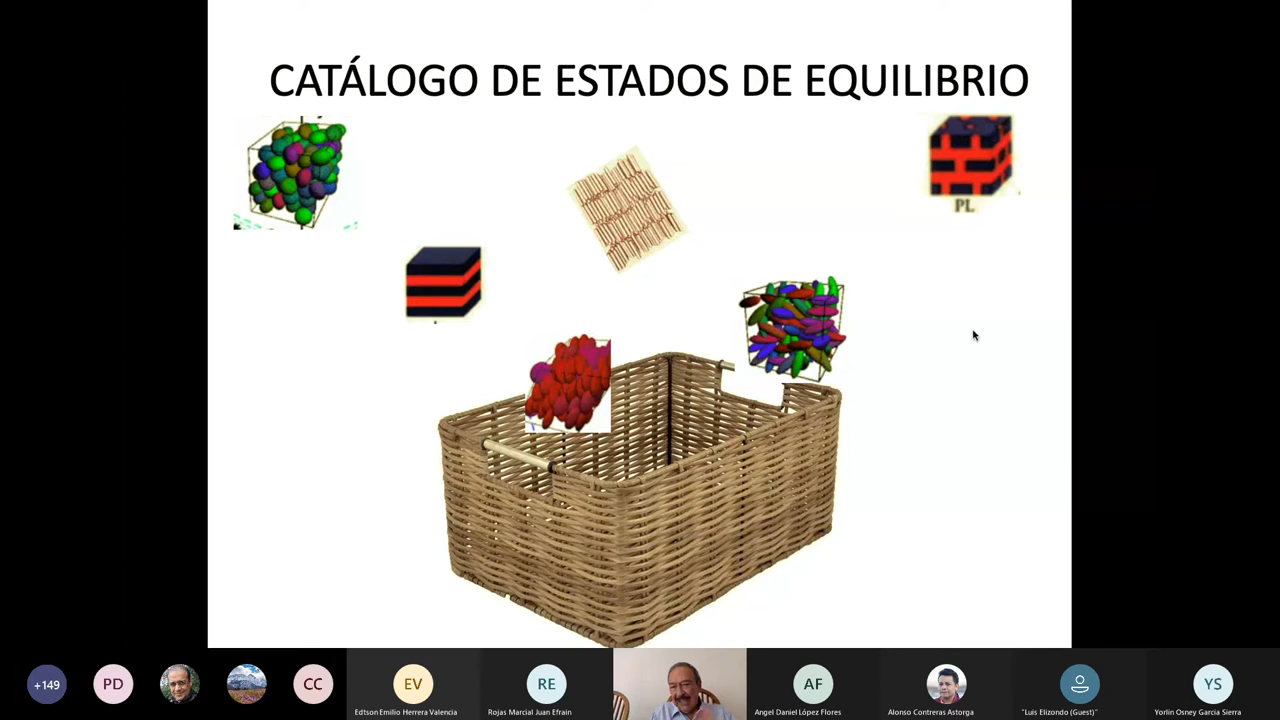 CATÁLOGO DE ESTADOS DE EQUILIBRIO
PL
+149
PD
CC
EV
Edtson Emilio Herrera Valencia
RE
Rojas Marcial Juan Efrain
AF
Angel Daniel López Flores
Alonso Contreras Astorga
"Luis Elizondo (Guest)"
YS
Yorlin Osney Garcia Sierra